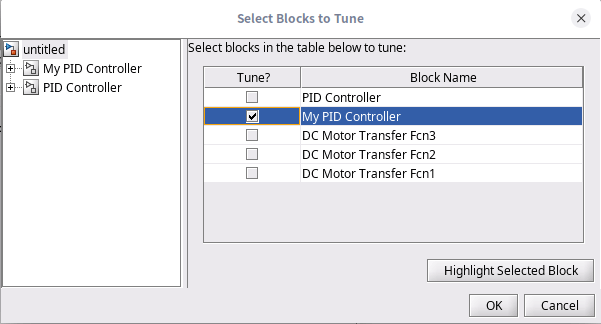 Select Blocks to Tune
untitled
My PID Controller
PID Controller
Select blocks in the table below to tune:
Tune? Block Name
PID Controller
My PID Controller
DC Motor Transfer Fcn3
DC Motor Transfer Fcn2
DC Motor Transfer Fcn1
Highlight Selected Block
OK Cancel